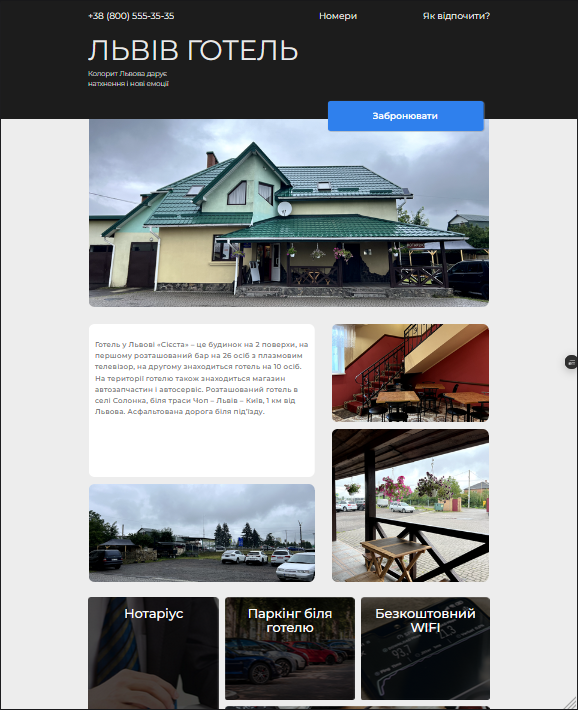 +38 (800) 555-35-35 Номери Як відпочити?
ЛЬВІВ ГОТЕЛЬ
Колорит Львова дарує
натхнення і нові емоції
Забронювати
Готель у Львові «Сієста» – це будинок на 2 поверхи, на
першому розташований бар на 26 осіб з плазмовим
телевізор, на другому знаходиться готель на 10 осіб.
На території готелю також знаходиться магазин
автозапчастин і автосервіс. Розташований готель в
селі Солонка, біля траси Чоп – Львів – Київ, 1 км від
Львова. Асфальтована дорога біля під'їзду.
Нотаріус
Паркінг біля
готелю
Безкоштовний
WIFI